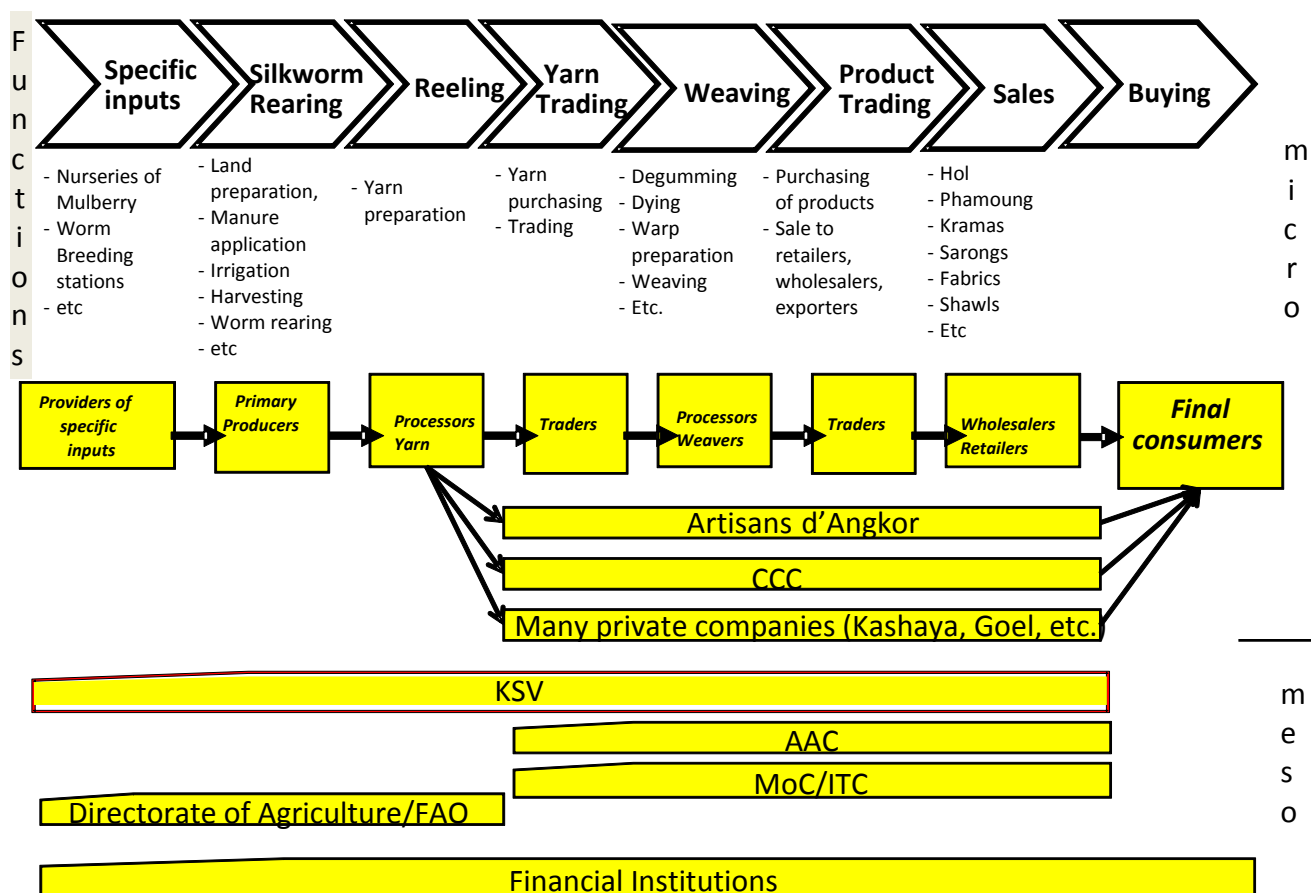 Functions
Specific
inputs
Silkworm
Rearing
Reeling
Yarn
Trading
Weaving
Product
Trading
Sales
Buying
- Nurseries of
Mulberry
- Worm
Breeding
stations
- etc
- Land
preparation,
- Manure
application
- Irrigation
- Harvesting
- Worm rearing
- etc
- Yarn
preparation
- Yarn
purchasing
- Trading
- Degumming
- Dying
- Warp
preparation
- Weaving
- Etc.
- Purchasing
of products
- Sale to
retailers,
wholesalers,
exporters
- Hol
- Phamoung
- Kramas
- Sarongs
- Fabrics
- Shawls
- Etc
micro
Providers of
specific
inputs
Primary
Producers
Processors
Yarn
Traders
Processors
Weavers
Traders
Wholesalers
Retailers
Final
consumers
Artisans d’Angkor
CCC
Many private companies (Kashaya, Goel, etc.)
KSV
AAC
MoC/ITC
Directorate of Agriculture/FAO
Financial Institutions
meso